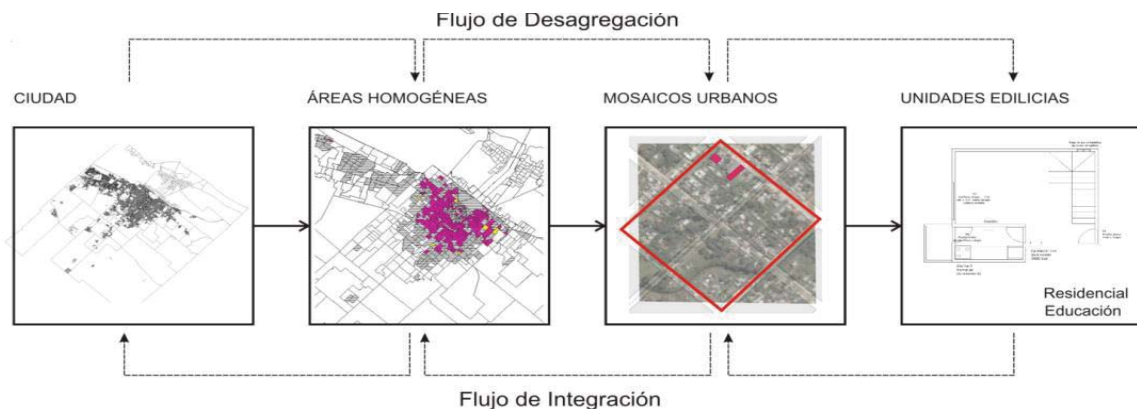 Flujo de Desagregación
CIUDAD
ÁREAS HOMOGÉNEAS
MOSAICOS URBANOS
UNIDADES EDILICIAS
Residencial
Educación
Flujo de Integración